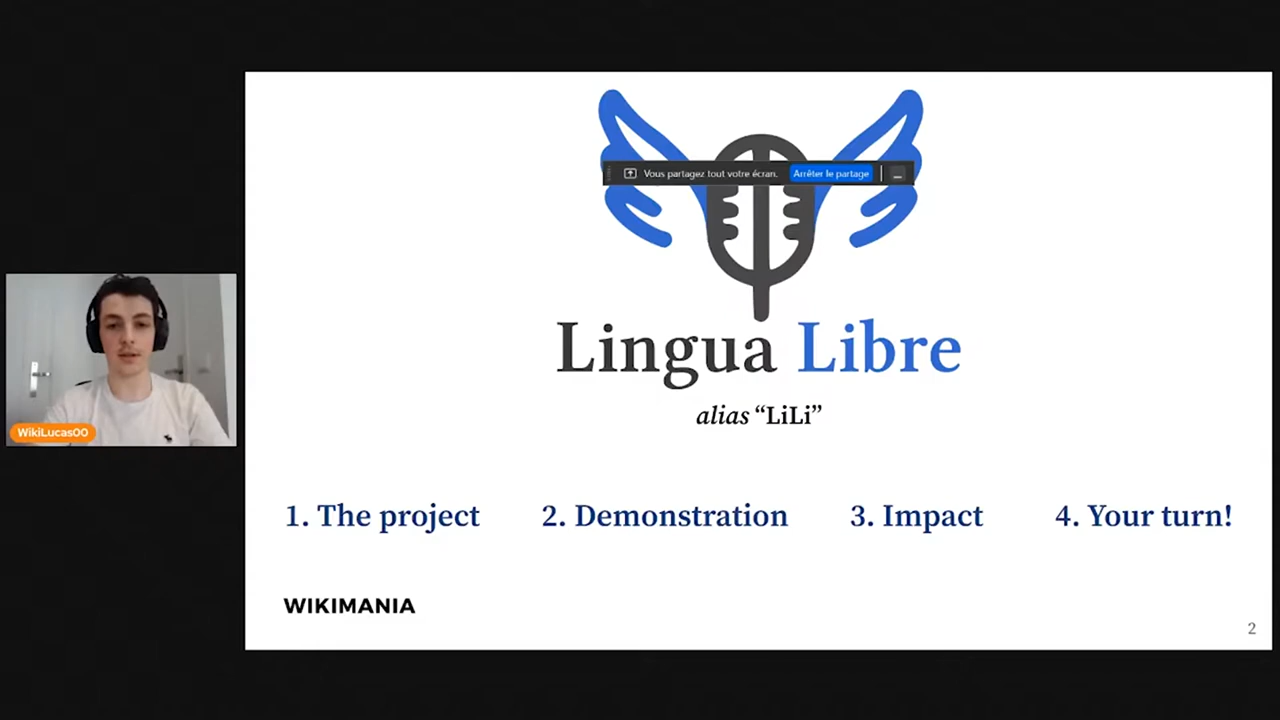 Vous partagez tout votre écran. Arrêter le partage
Lingua Libre
alias “LiLi”
WikiLucas00
1. The project 2. Demonstration 3. Impact 4. Your turn!
WIKIMANIA
2